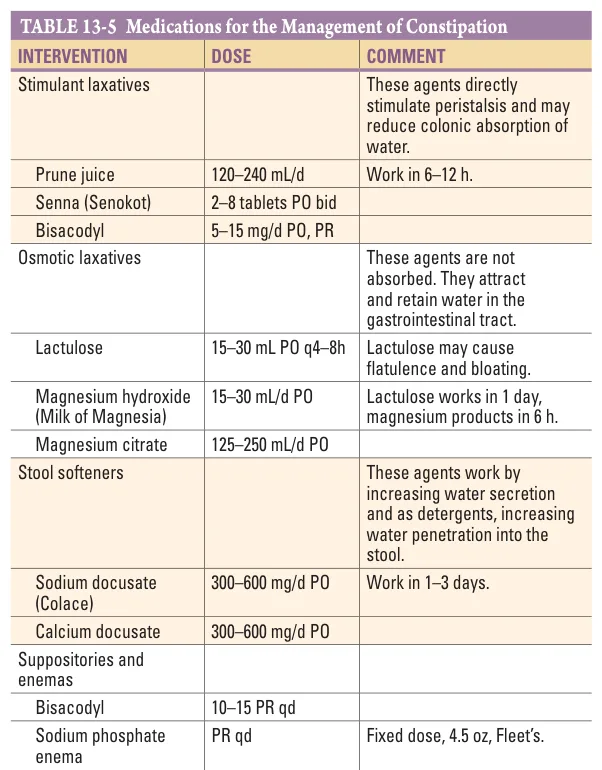 TABLE 13-5 Medications for the Management of Constipation
INTERVENTION DOSE COMMENT
Stimulant laxatives These agents directly
stimulate peristalsis and may
reduce colonic absorption of
water.
Prune juice 120–240 mL/d Work in 6–12 h.
Senna (Senokot) 2–8 tablets PO bid
Bisacodyl 5–15 mg/d PO, PR
Osmotic laxatives These agents are not
absorbed. They attract
and retain water in the
gastrointestinal tract.
Lactulose 15–30 mL PO q4–8h Lactulose may cause
flatulence and bloating.
Magnesium hydroxide 15–30 mL/d PO Lactulose works in 1 day,
(Milk of Magnesia) magnesium products in 6 h.
Magnesium citrate 125–250 mL/d PO
Stool softeners These agents work by
increasing water secretion
and as detergents, increasing
water penetration into the
stool.
Sodium docusate 300–600 mg/d PO Work in 1–3 days.
(Colace)
Calcium docusate 300–600 mg/d PO
Suppositories and
enemas
Bisacodyl 10–15 PR qd
Sodium phosphate PR qd Fixed dose, 4.5 oz, Fleet’s.
enema